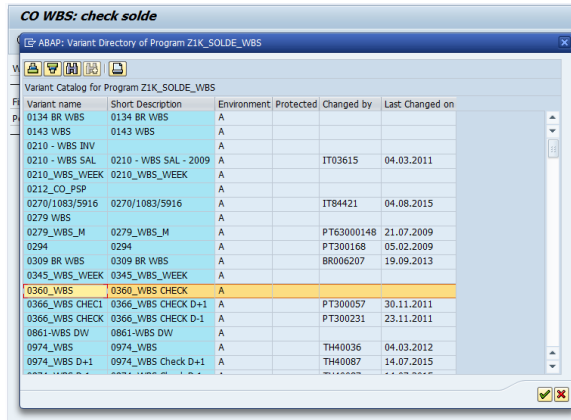 CO WBS: check solde
ABAP: Variant Directory of Program Z1K_SOLDE_WBS
Variant Catalog for Program Z1K_SOLDE_WBS
Variant name Short Description Environment Protected Changed by Last Changed on
0134 BR WBS 0134 BR WBS A
0143 WBS 0143 WBS A
0210 - WBS INV A
0210 - WBS SAL 0210 - WBS SAL - 2009 A IT03615 04.03.2011
0210_WBS_WEEK 0210_WBS_WEEK A
0212_CO_PSP A
0270/1083/5916 0270/1083/5916 A IT84421 04.08.2015
0279 WBS A
0279_WBS_M 0279_WBS_M A PT63000148 21.07.2009
0294 0294 A PT300168 05.02.2009
0309 BR WBS 0309 BR WBS A BR006207 19.09.2013
0345_WBS_WEEK 0345_WBS_WEEK A
0360_WBS 0360_WBS CHECK A
0366_WBS CHEC1 0366_WBS CHECK D+1 A PT300057 30.11.2011
0366_WBS CHECK 0366_WBS CHECK D-1 A PT300231 23.11.2011
0861-WBS DW 0861-WBS DW A
0974_WBS 0974_WBS A TH40036 04.03.2012
0974_WBS D+1 0974_WBS Check D+1 A TH40087 14.07.2015